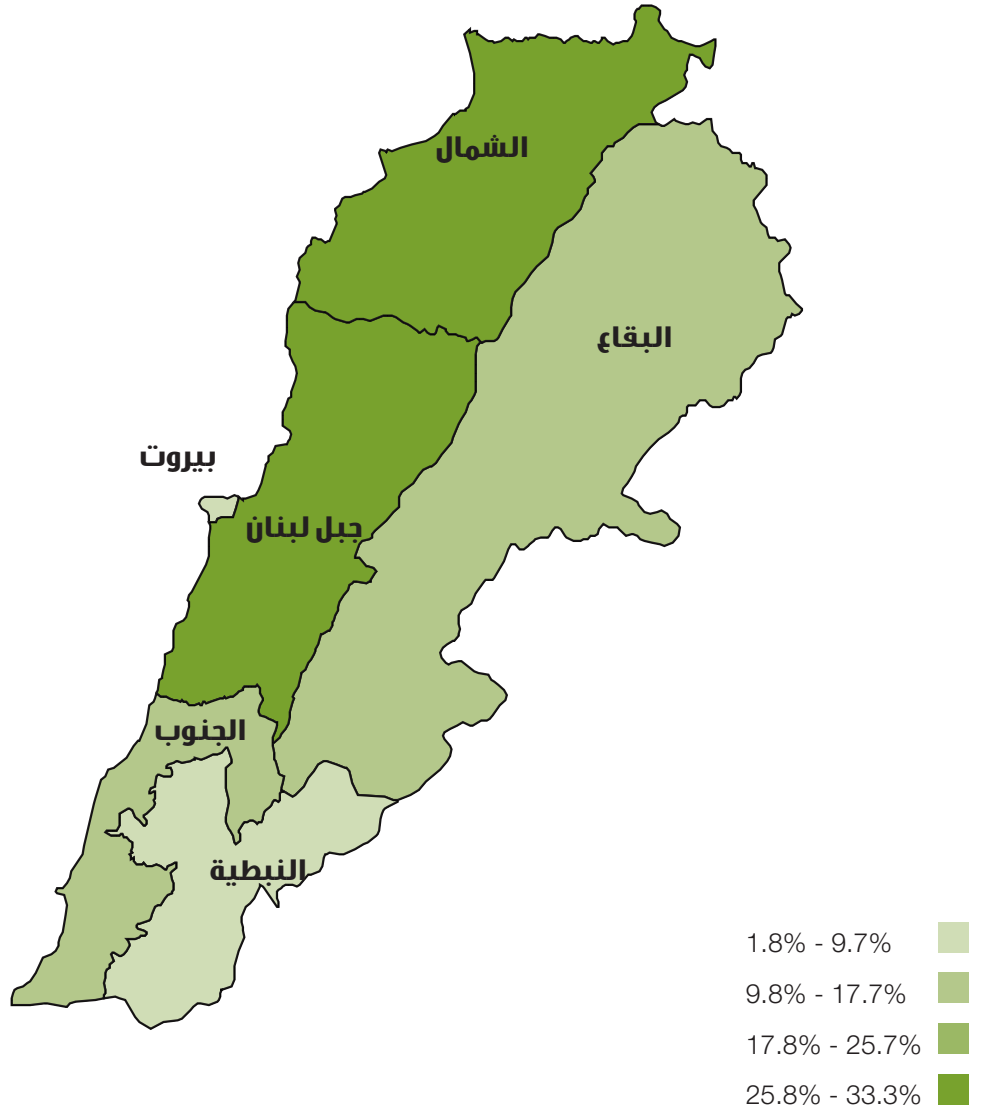 الشمال
البقاع
بيروت
جبل لبنان
الجنوب
النبطية
1.8% - 9.7%
9.8% - 17.7%
17.8% - 25.7%
25.8% - 33.3%